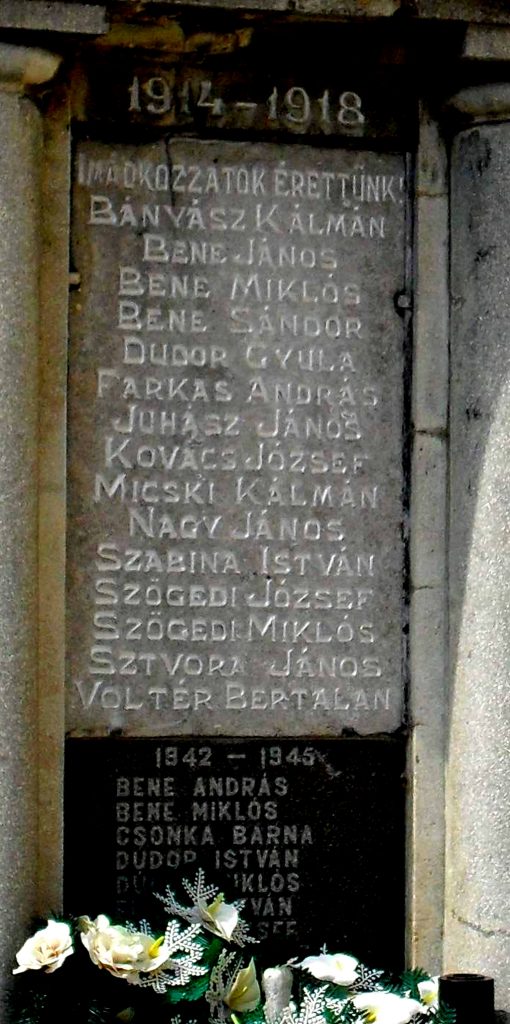 1914-1918
IMÁDKOZZATOK ÉRETTÜNK!
BÁNYÁSZ KÁLMÁN
BENE JÁNOS
BENE MIKLÓS
BENE SÁNDOR
DUDOR GYULA
FARKAS ANDRÁS
JUHÁSZ JÁNOS
KOVÁCS JÓZSEF
MICSKI KÁLMÁN
NAGY JÁNOS
SZABINA ISTVÁN
SZÖGEDI JÓZSEF
SZÖGEDI MIKLÓS
SZTVORA JÁNOS
VOLTÉR BERTALAN
1942 - 1945
BENE ANDRÁS
BENE MIKLÓS
CSONKA BARNA
DUDOR ISTVÁN